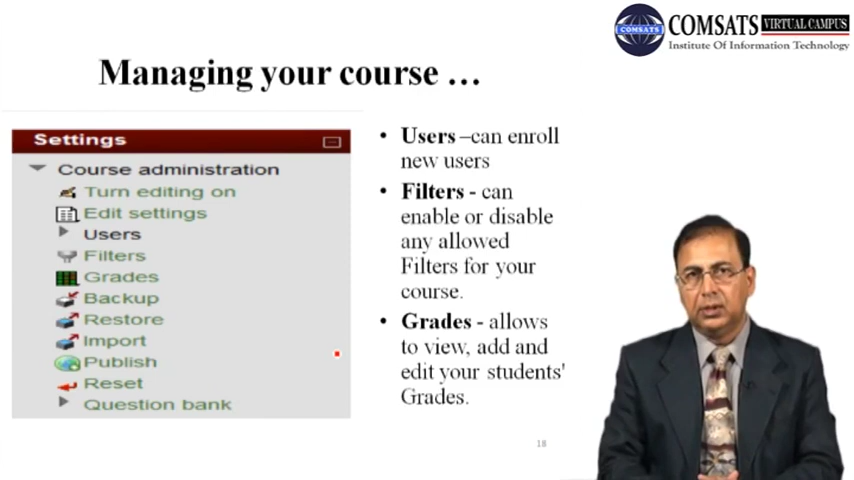 COMSATS VIRTUAL CAMPUS
COMSATS
Institute Of Information Technology
Managing your course …
Settings
Course administration
Turn editing on
Edit settings
Users
Filters
Grades
Backup
Restore
Import
Publish
Reset
Question bank
• Users –can enroll
new users
• Filters - can
enable or disable
any allowed
Filters for your
course.
• Grades - allows
to view, add and
edit your students'
Grades.
18